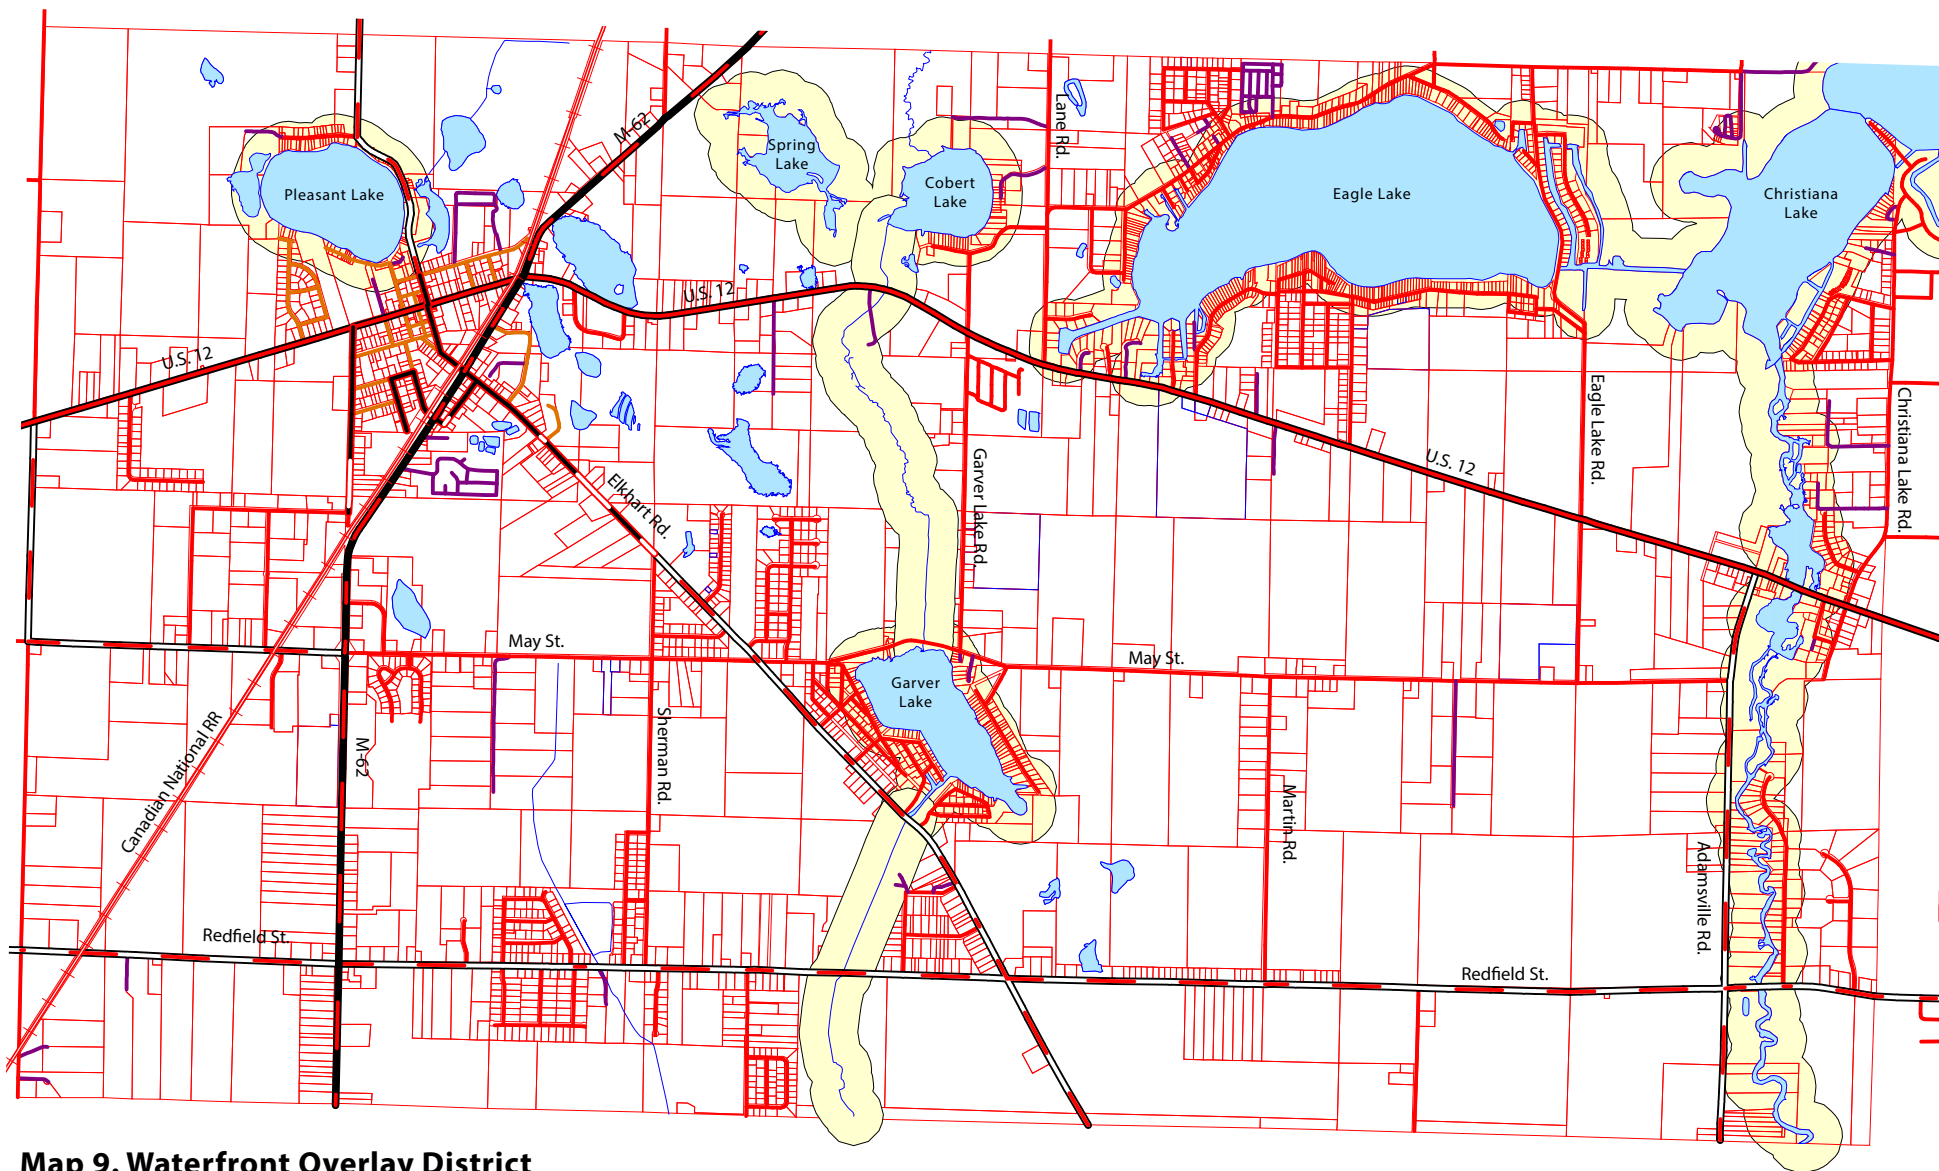 M-62
Lane Rd.
Spring
Lake
Pleasant Lake
Cobert
Lake
Eagle Lake
Christiana
Lake
U.S. 12
U.S. 12
Eagle Lake Rd.
Christiana Lake Rd.
Garver Lake Rd.
U.S. 12
Elkhart Rd.
May St.
May St.
Garver
Lake
Canadian National RR
M-62
Sherman Rd.
Martin Rd.
Adamsville Rd.
Redfield St.
Redfield St.
Map 9. Waterfront Overlay District